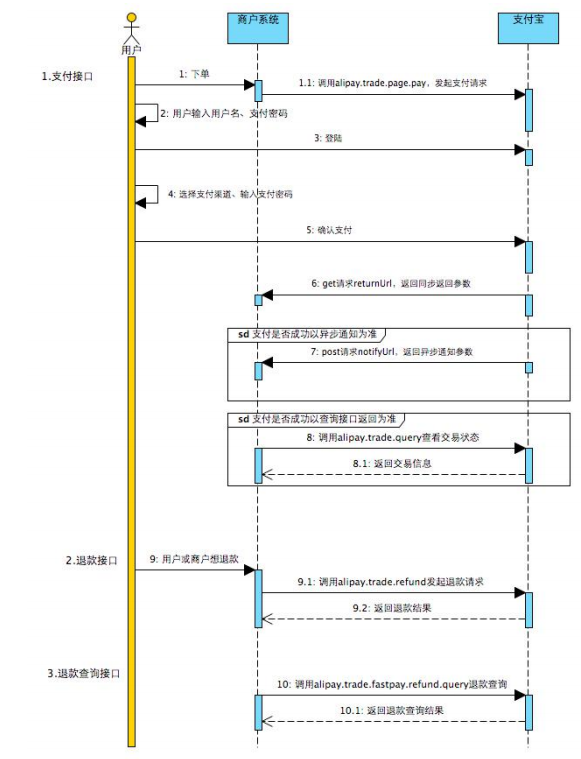 商户系统
支付宝
用户
1.支付接口
1: 下单
1.1: 调用alipay.trade.page.pay，发起支付请求
2: 用户输入用户名、支付密码
3: 登陆
4: 选择支付渠道、输入支付密码
5: 确认支付
6: get请求returnUrl，返回同步返回参数
sd 支付是否成功以异步通知为准
7: post请求notifyUrl，返回异步通知参数
sd 支付是否成功以查询接口返回为准
8: 调用alipay.trade.query查看交易状态
8.1: 返回交易信息
2.退款接口
9: 用户或商户想退款
9.1: 调用alipay.trade.refund发起退款请求
9.2: 返回退款结果
3.退款查询接口
10: 调用alipay.trade.fastpay.refund.query退款查询
10.1: 返回退款查询结果